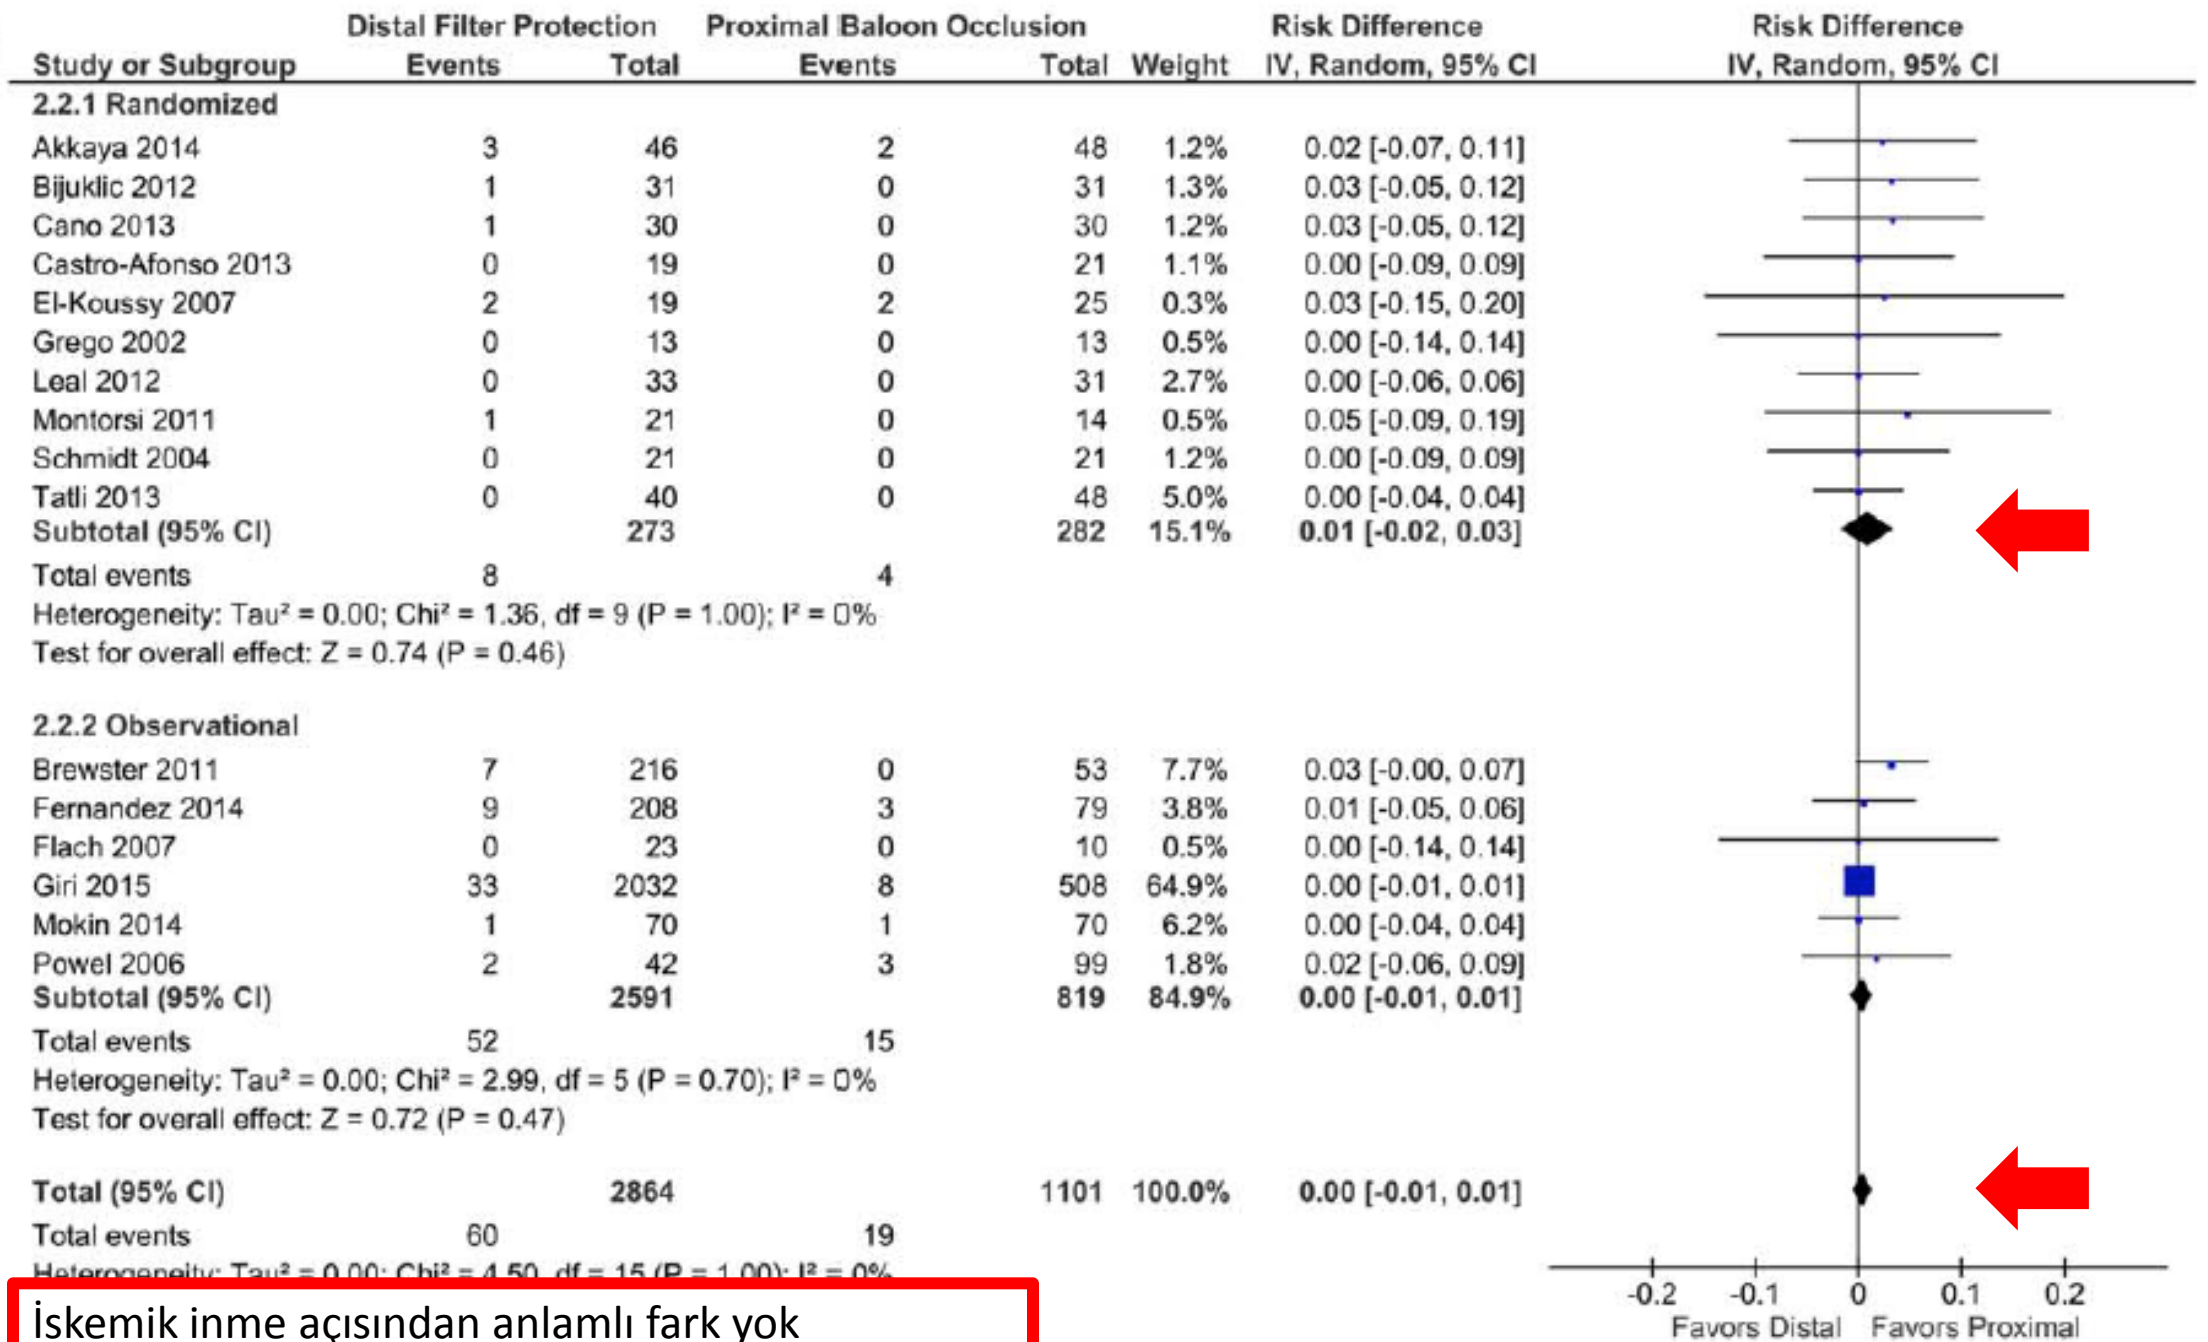 Distal Filter Protection Proximal Baloon Occlusion Risk Difference Risk Difference
Study or Subgroup Events Total Events Total Weight IV, Random, 95% CI IV, Random, 95% CI
2.2.1 Randomized
Akkaya 2014 3 46 2 48 1.2% 0.02 [-0.07, 0.11]
Bijuklic 2012 1 31 0 31 1.3% 0.03 [-0.05, 0.12]
Cano 2013 1 30 0 30 1.2% 0.03 [-0.05, 0.12]
Castro-Afonso 2013 0 19 0 21 1.1% 0.00 [-0.09, 0.09]
El-Koussy 2007 2 19 2 25 0.3% 0.03 [-0.15, 0.20]
Grego 2002 0 13 0 13 0.5% 0.00 [-0.14, 0.14]
Leal 2012 0 33 0 31 2.7% 0.00 [-0.06, 0.06]
Montorsi 2011 1 21 0 14 0.5% 0.05 [-0.09, 0.19]
Schmidt 2004 0 21 0 21 1.2% 0.00 [-0.09, 0.09]
Tatli 2013 0 40 0 48 5.0% 0.00 [-0.04, 0.04]
Subtotal (95% CI) 273 282 15.1% 0.01 [-0.02, 0.03]
Total events 8 4
Heterogeneity: Tau² = 0.00; Chi² = 1.36, df = 9 (P = 1.00); I² = 0%
Test for overall effect: Z = 0.74 (P = 0.46)
2.2.2 Observational
Brewster 2011 7 216 0 53 7.7% 0.03 [-0.00, 0.07]
Fernandez 2014 9 208 3 79 3.8% 0.01 [-0.05, 0.06]
Flach 2007 0 23 0 10 0.5% 0.00 [-0.14, 0.14]
Giri 2015 33 2032 8 508 64.9% 0.00 [-0.01, 0.01]
Mokin 2014 1 70 1 70 6.2% 0.00 [-0.04, 0.04]
Powel 2006 2 42 3 99 1.8% 0.02 [-0.06, 0.09]
Subtotal (95% CI) 2591 819 84.9% 0.00 [-0.01, 0.01]
Total events 52 15
Heterogeneity: Tau² = 0.00; Chi² = 2.99, df = 5 (P = 0.70); I² = 0%
Test for overall effect: Z = 0.72 (P = 0.47)
Total (95% CI) 2864 1101 100.0% 0.00 [-0.01, 0.01]
Total events 60 19
Heterogeneity: Tau² = 0.00; Chi² = 4.50, df = 15 (P = 1.00); I² = 0%
-0.2 -0.1 0 0.1 0.2
Favors Distal Favors Proximal
İskemik inme açısından anlamlı fark yok